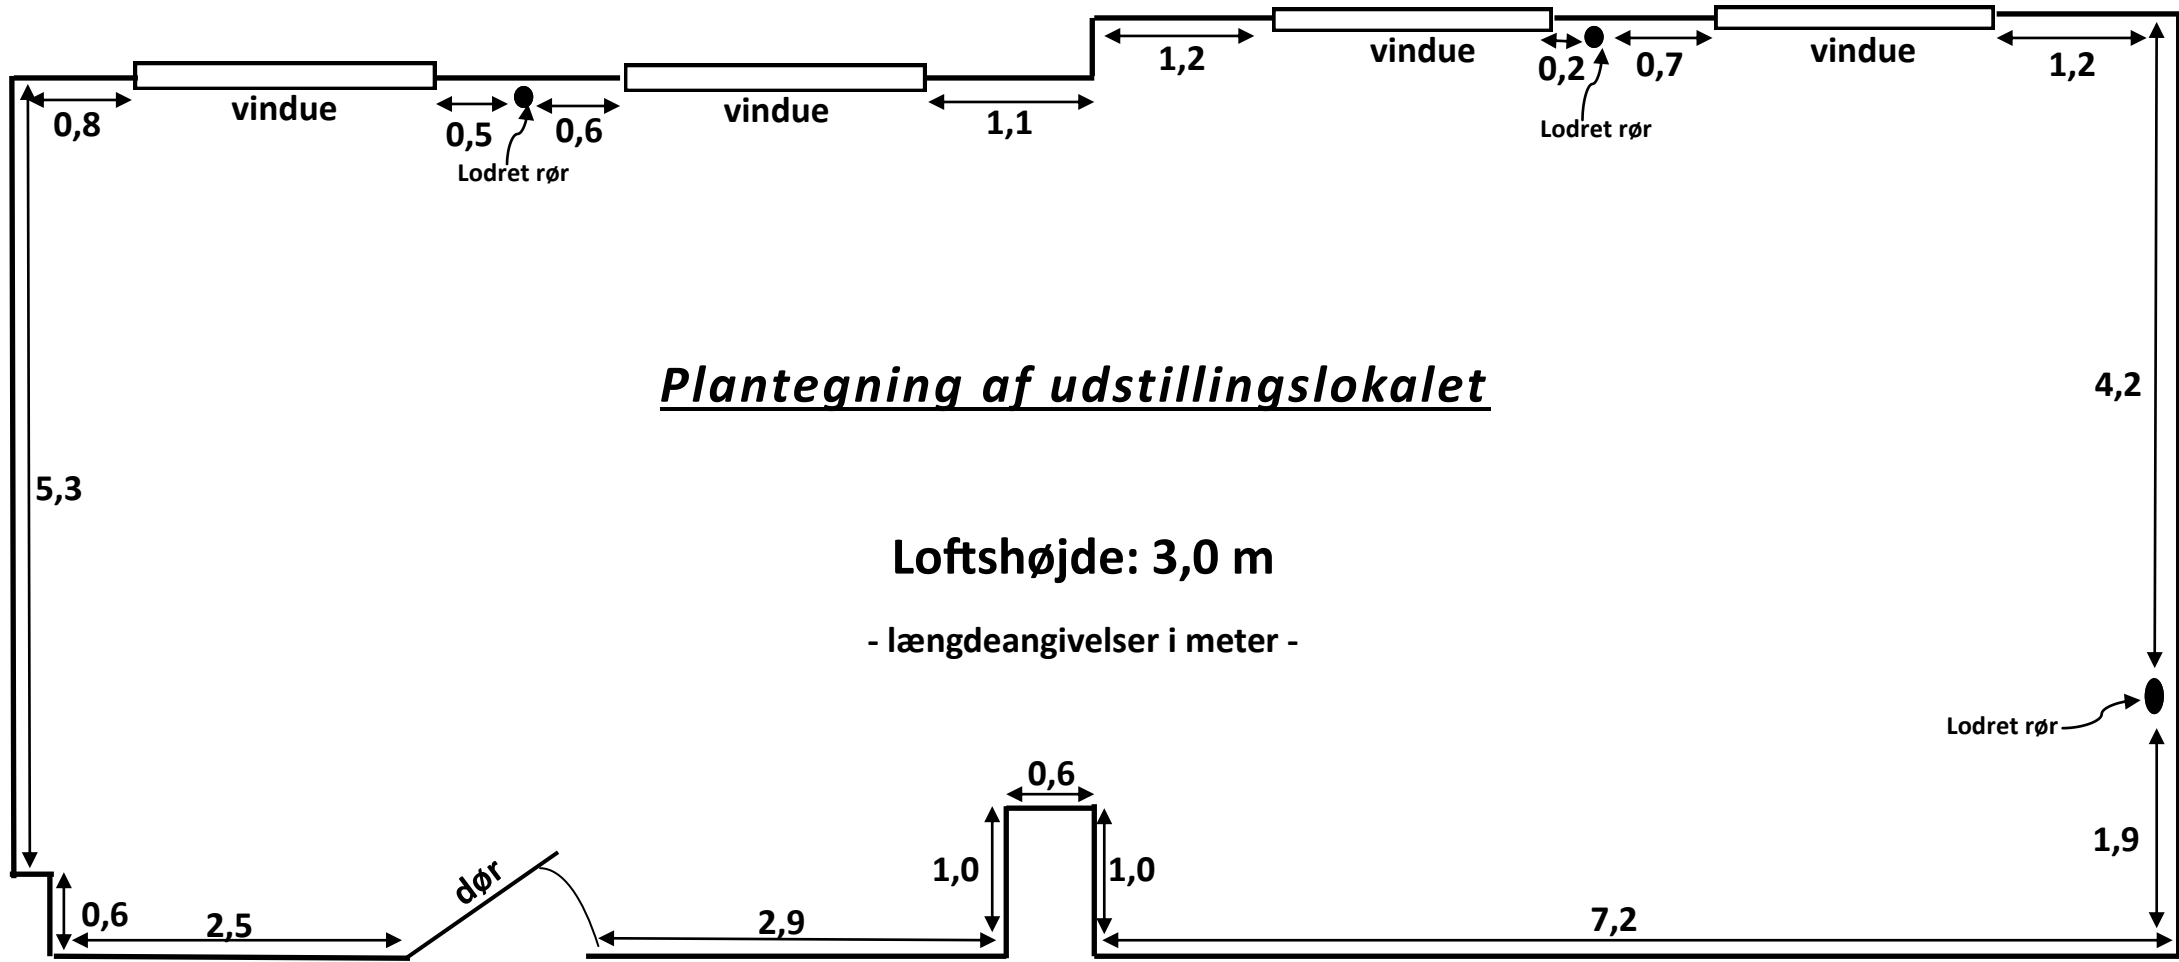 1,2
vindue
0,2
0,7
vindue
1,2
0,8
vindue
0,5
0,6
vindue
1,1
Lodret rør
Lodret rør
Plantegning af udstillingslokalet
4,2
5,3
Loftshøjde: 3,0 m
- længdeangivelser i meter -
Lodret rør
0,6
1,0
1,0
1,9
dør
0,6
2,5
2,9
7,2